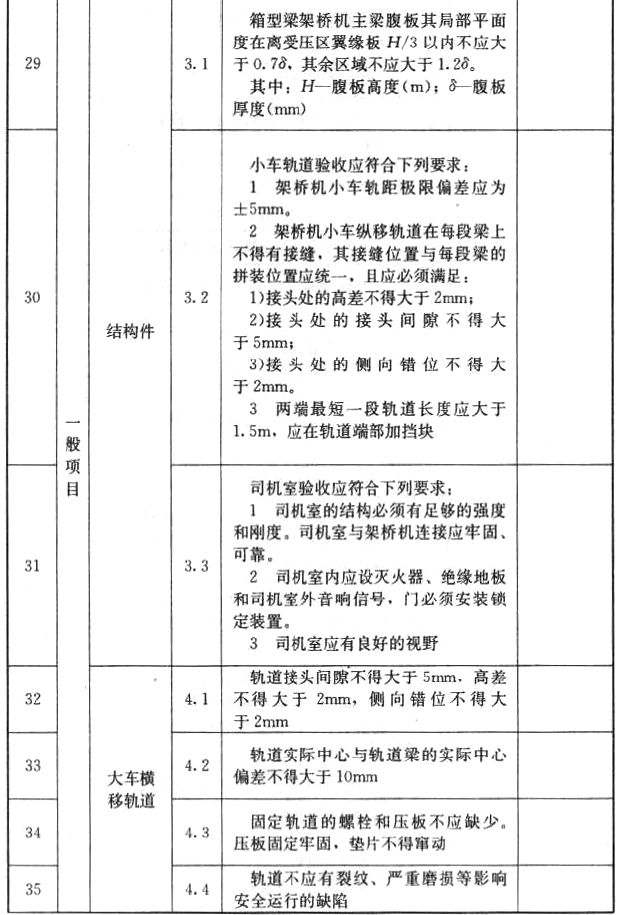 箱型梁架桥机主梁腹板其局部平面
度在离受压区翼缘板 H/3 以内不应大
于 0.7δ，其余区域不应大于 1.2δ。
其中：H—腹板高度(m)；δ—腹板
厚度(mm)
29
3.1
小车轨道验收应符合下列要求：
1 架桥机小车轨距极限偏差应为
±5mm。
2 架桥机小车纵移轨道在每段梁上
不得有接缝，其接缝位置与每段梁的
拼装位置应统一，且应必须满足：
1)接头处的高差不得大于 2mm；
2)接头处的接头间隙不得大
于 5mm；
3)接头处的侧向错位不得大
于 2mm。
3 两端最短一段轨道长度应大于
1.5m，应在轨道端部加挡块
30
3.2
结构件
一般项目
司机室验收应符合下列要求：
1 司机室的结构必须有足够的强度
和刚度。司机室与架桥机连接应牢固、
可靠。
2 司机室内应设灭火器、绝缘地板
和司机室外音响信号，门必须安装锁
定装置。
3 司机室应有良好的视野
31
3.3
32
4.1
轨道接头间隙不得大于 5mm，高差
不得大于 2mm，侧向错位不得大
于 2mm
33
4.2
轨道实际中心与轨道梁的实际中心
偏差不得大于 10mm
大车横
移轨道
34
4.3
固定轨道的螺栓和压板不应缺少。
压板固定牢固，垫片不得窜动
35
4.4
轨道不应有裂纹、严重磨损等影响
安全运行的缺陷